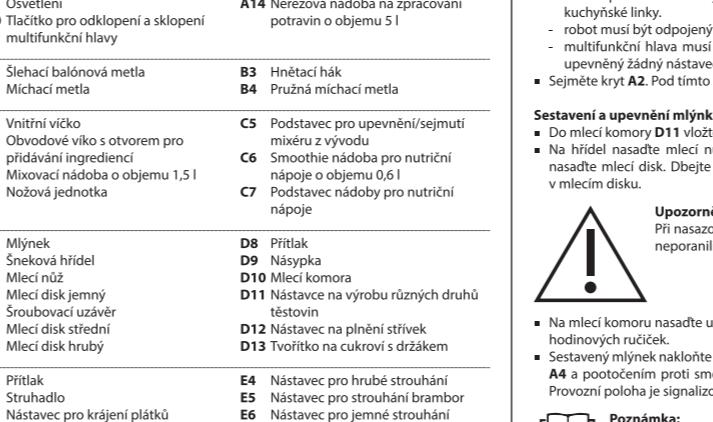 Osvětlení
Tlačítko pro odklopení a sklopení
multifunkční hlavy
A14 Nerezová nádoba na zpracování
potravin o objemu 5 l
Šlehací balónová metla
Míchací metla
B3 Hnětací hák
B4 Pružná míchací metla
Vnitřní víčko
Obvodové víko s otvorem pro
přidávání ingrediencí
Mixovací nádoba o objemu 1,5 l
Nožová jednotka
C5 Podstavec pro upevnění/sejmutí
mixéru z vývodu
C6 Smoothie nádoba pro nutriční
nápoje o objemu 0,6 l
C7 Podstavec nádoby pro nutriční
nápoje
Mlýnek
Šneková hřídel
Mlecí nůž
Mlecí disk jemný
Šroubovací uzávěr
Mlecí disk střední
Mlecí disk hrubý
D8 Přítlak
D9 Násypka
D10 Mlecí komora
D11 Nástavce na výrobu různých druhů
těstovin
D12 Nástavec na plnění střívek
D13 Tvořítko na cukroví s držákem
Přítlak
Struhadlo
Nástavec pro krájení plátků
E4 Nástavec pro hrubé strouhání
E5 Nástavec pro strouhání brambor
E6 Nástavec pro jemné strouhání
kuchyňské linky.
- robot musí být odpojený
- multifunkční hlava musí
upevněný žádný
▪ Sejměte kryt A2. Pod tímto
Sestavení a upevnění
▪ Do mlecí komory D11
▪ Na hřídel nasaďte mlecí
nasaďte mlecí disk. Dbejte
v mlecím disku.
Při
▪ Na mlecí komoru nasaďte
hodinových ručiček.
▪ Sestavený mlýnek nakloňte
A4 a pootočením proti
Provozní poloha je
Poznámka: